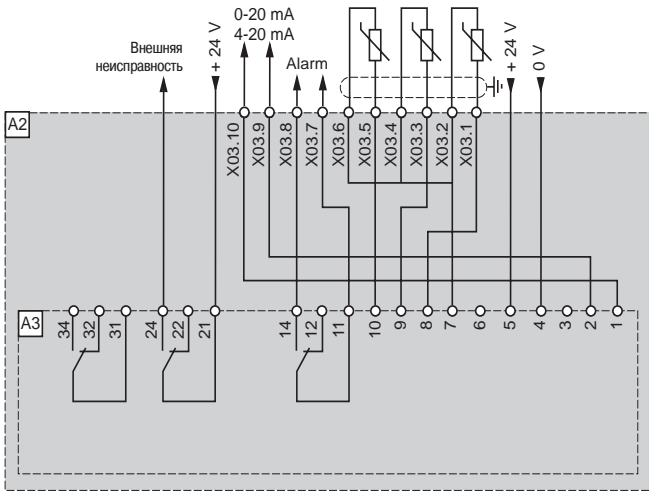 0-20 mA
4-20 mA
Внешняя
неисправность
+ 24 V
Alarm
+ 24 V
0 V
A2
X03.10
X03.9
X03.8
X03.7
X03.6
X03.5
X03.4
X03.3
X03.2
X03.1
A3
34
32
31
24
22
21
14
12
11
10
9
8
7
6
5
4
3
2
1